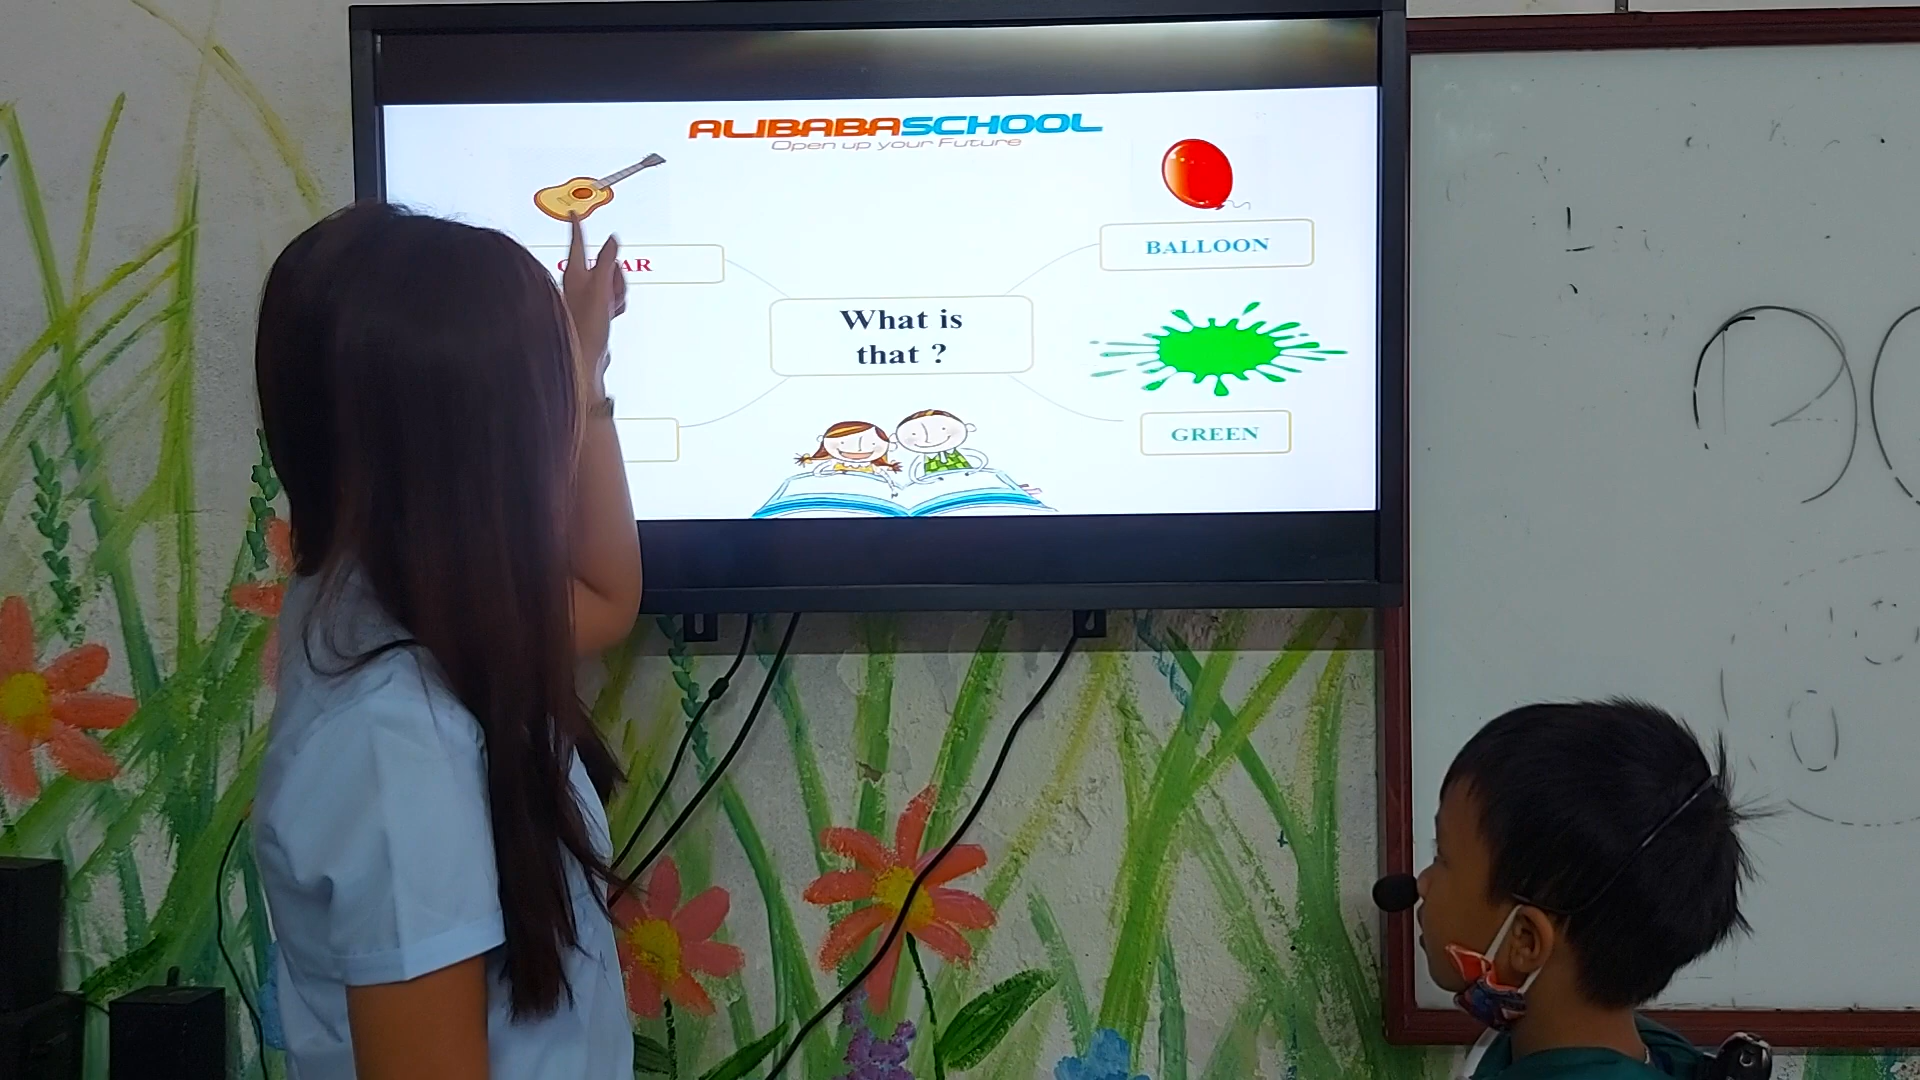 ALIBABASCHOOL
Open up your Future
BALLOON
What is
that ?
GREEN